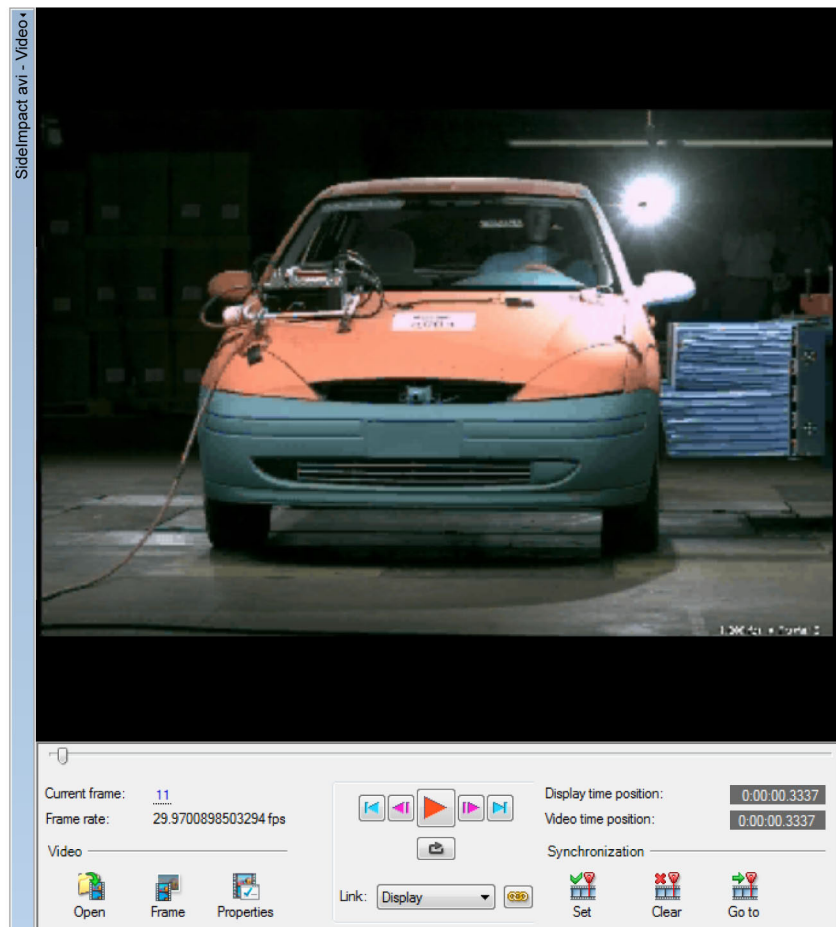 SideImpact avi - Video
Current frame: 11
Frame rate: 29.9700898503294 fps
Display time position: 0:00:00.3337
Video time position: 0:00:00.3337
Video
Synchronization
Link: Display
Open
Frame
Properties
Set
Clear
Go to